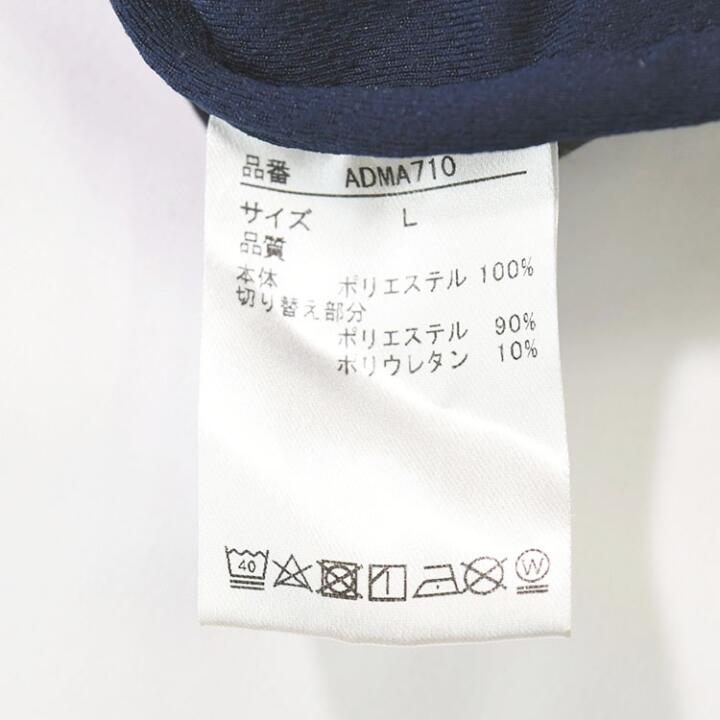 品番 ADMA710
サイズ L
品質
本体 ポリエステル 100%
切り替え部分
ポリエステル 90%
ポリウレタン 10%
40
W